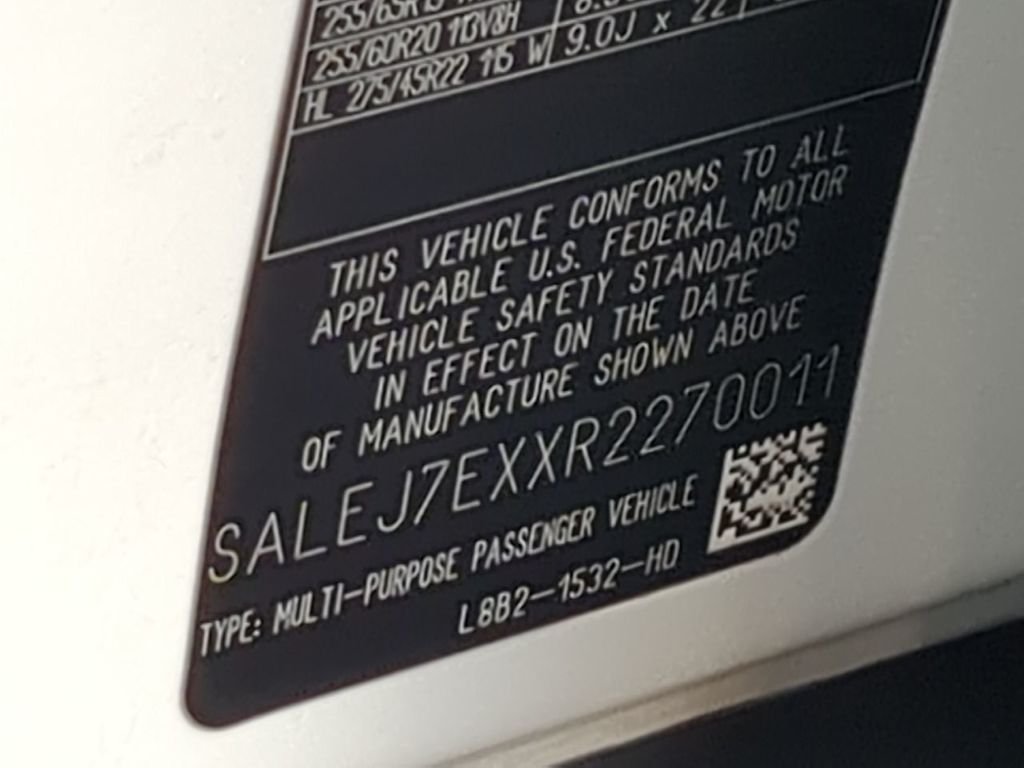 255/60R20 113V&H
HL 275/45R22 115 W 9.0J x 22
THIS VEHICLE CONFORMS TO ALL
APPLICABLE U.S. FEDERAL MOTOR
VEHICLE SAFETY STANDARDS
IN EFFECT ON THE DATE
OF MANUFACTURE SHOWN ABOVE
SALEJ7EXXR2270011
TYPE: MULTI-PURPOSE PASSENGER VEHICLE
L8B2-1532-HD